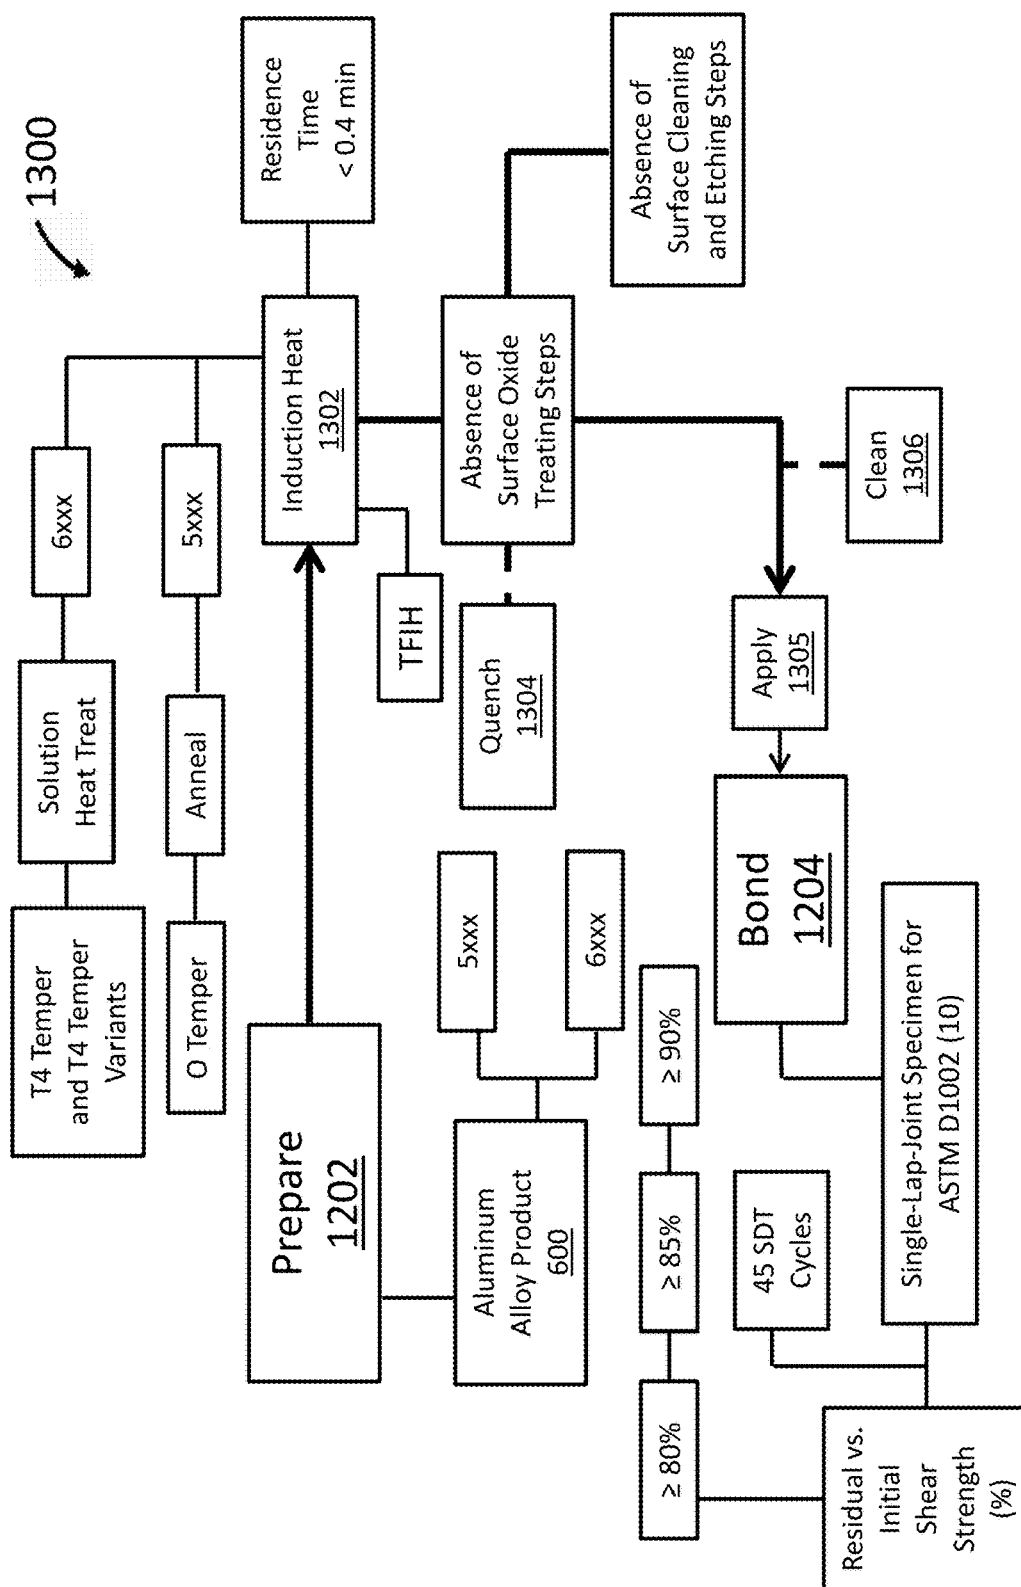 1300
T4 Temper
and T4 Temper
Variants
Solution
Heat Treat
6xxx
O Temper
Anneal
5xxx
Prepare
1202
Induction Heat
1302
Residence
Time
< 0.4 min
TFIH
Aluminum
Alloy Product
600
5xxx
6xxx
Quench
1304
Absence of
Surface Oxide
Treating Steps
Absence of
Surface Cleaning
and Etching Steps
≥ 80%
≥ 85%
≥ 90%
Bond
1204
Apply
1305
Clean
1306
45 SDT
Cycles
Residual vs.
Initial
Shear
Strength
(%)
Single-Lap-Joint Specimen for
ASTM D1002 (10)